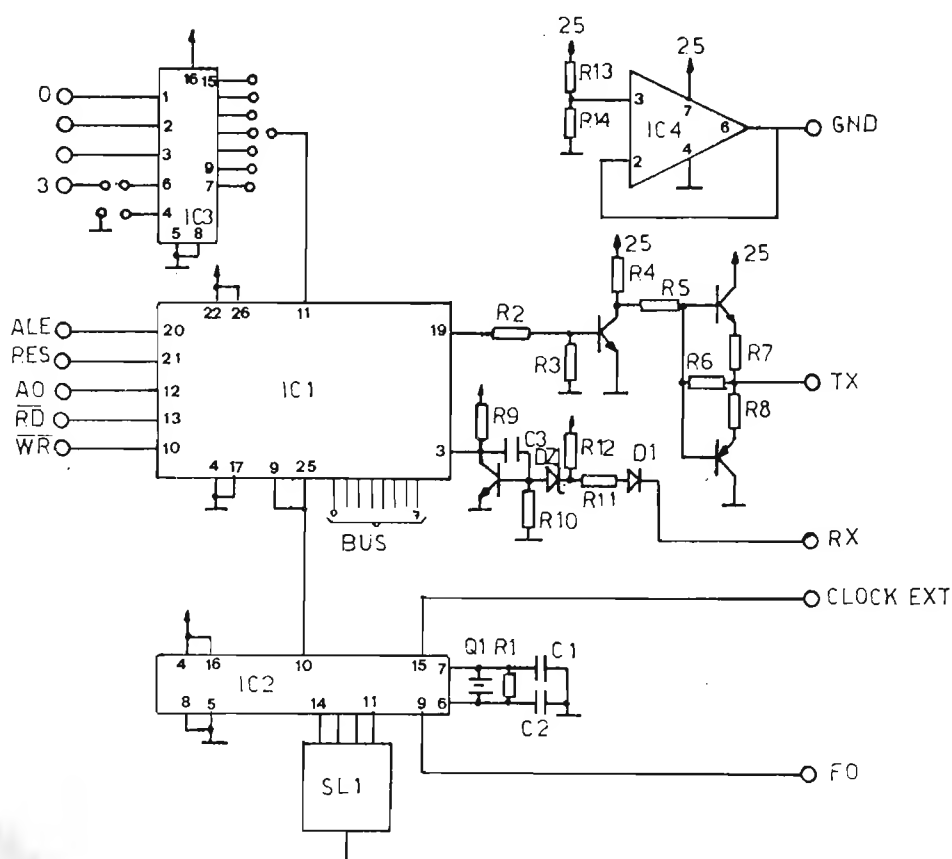 25
16 15
R13
25
0 1
3 7
2
R14 IC4 6 GND
3
4
9
2
3 6
7
4
IC3
5 8
25
25
R4
R5
22 26 11
ALE 20
19 R2
RES 21
R3
R7
A0 12
IC1
R6 TX
RD 13
R8
R9
WR 10
3 C3
DZ R12 D1
4 17 9 25
R11
R10
0 7
BUS
RX
CLOCK EXT
4 16 10 15 7 Q1 R1 C1
IC2
8 5 14 11 9 6
C2
SL1
FO